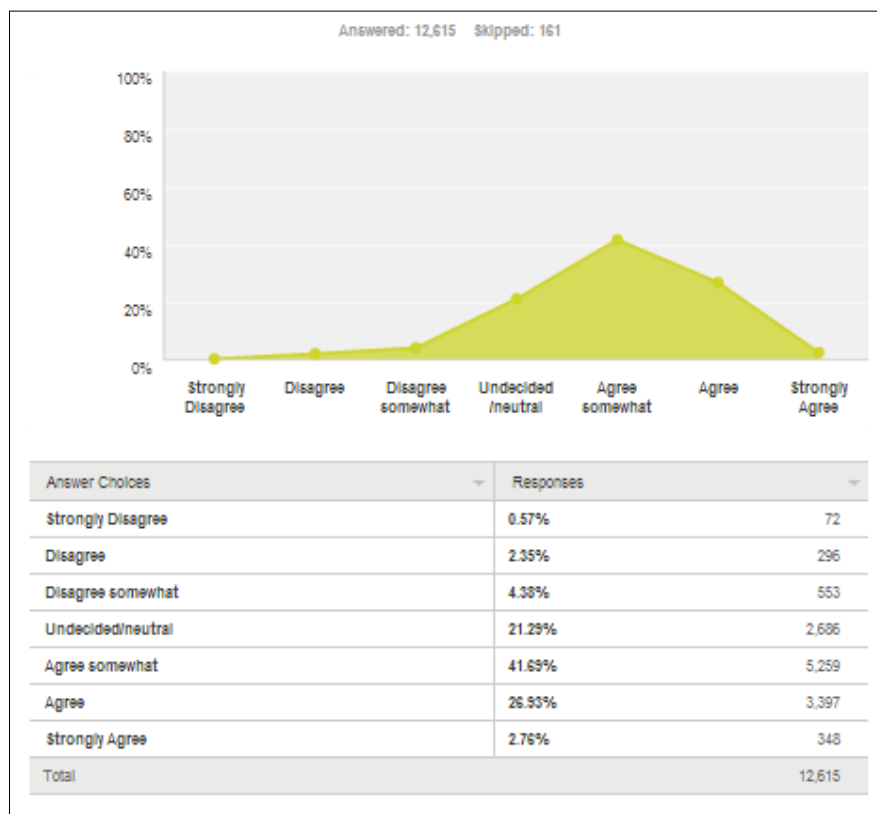 Answered: 12,615 Skipped: 161
100%
80%
60%
40%
20%
0%
Strongly Disagree
Disagree
Disagree somewhat
Undecided /neutral
Agree somewhat
Agree
Strongly Agree
Answer Choices Responses
Strongly Disagree 0.57% 72
Disagree 2.35% 296
Disagree somewhat 4.38% 553
Undecided/neutral 21.29% 2,686
Agree somewhat 41.69% 5,259
Agree 26.93% 3,397
Strongly Agree 2.76% 348
Total 12,615